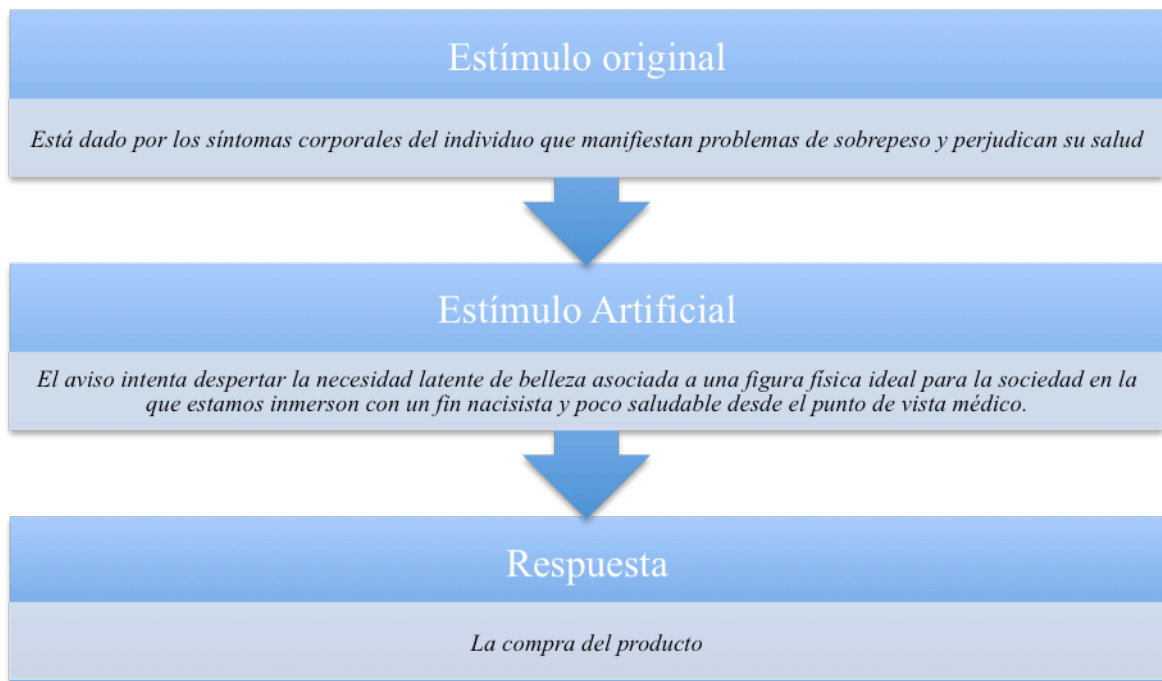 Estímulo original
Está dado por los síntomas corporales del individuo que manifiestan problemas de sobrepeso y perjudican su salud
Estímulo Artificial
El aviso intenta despertar la necesidad latente de belleza asociada a una figura física ideal para la sociedad en la
que estamos inmerson con un fin nacisista y poco saludable desde el punto de vista médico.
Respuesta
La compra del producto